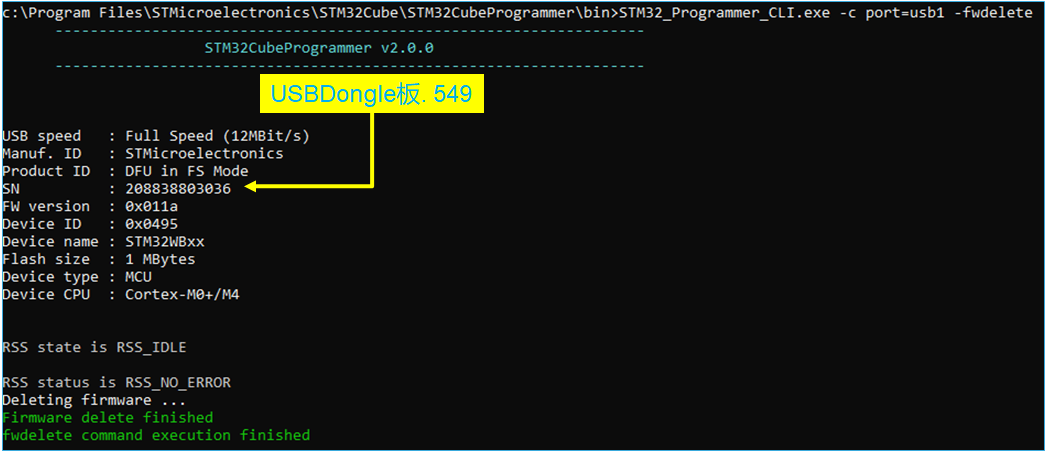 c:\Program Files\STMicroelectronics\STM32Cube\STM32CubeProgrammer\bin>STM32_Programmer_CLI.exe -c port=usb1 -fwdelete
-------------------------------------------------------------------
STM32CubeProgrammer v2.0.0
-------------------------------------------------------------------
USBDongle板. 549
USB speed   : Full Speed (12MBit/s)
Manuf. ID   : STMicroelectronics
Product ID  : DFU in FS Mode
SN          : 208838803036
FW version  : 0x011a
Device ID   : 0x0495
Device name : STM32WBxx
Flash size  : 1 MBytes
Device type : MCU
Device CPU  : Cortex-M0+/M4
RSS state is RSS_IDLE
RSS status is RSS_NO_ERROR
Deleting firmware ...
Firmware delete finished
fwdelete command execution finished